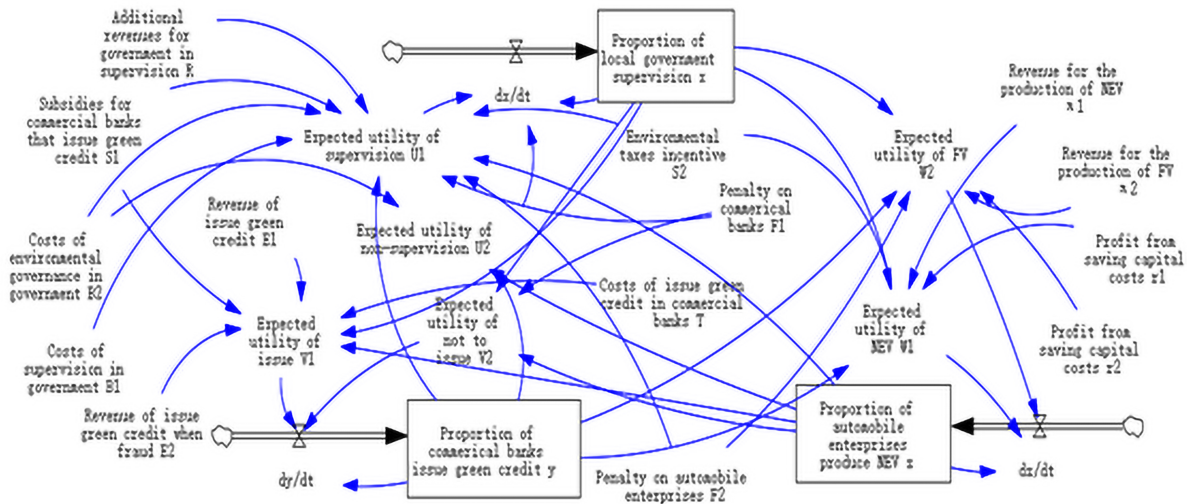 Additional
revenues for
government in
supervision R
Subsidies for
commercial banks
that issue green
credit S1
Costs of
environmental
governance in
government R2
Costs of
supervision in
government B1
Revenue of issue
green credit when
fraud E2
Revenue of
issue green
credit E1
Expected
utility of
issue V1
dy/dt
Expected utility of
supervision U1
dx/dt
Expected utility of
non-supervision U2
Expected
utility of
not to
issue V2
Proportion of
commerical banks
issue green credit y
Proportion of
local government
supervision x
Environmental
taxes incentive
S2
Penalty on
commerical
banks F1
Costs of issue green
credit in commercial
banks T
Penalty on automobile
enterprises F2
Expected
utility of FV
W2
Expected
utility of
NEW W1
Proportion of
automobile
enterprises
produce NEV z
dx/dt
Revenue for the
production of NEV
π1
Revenue for the
production of FV
π2
Profit from
saving capital
costs r1
Profit from
saving capital
costs r2